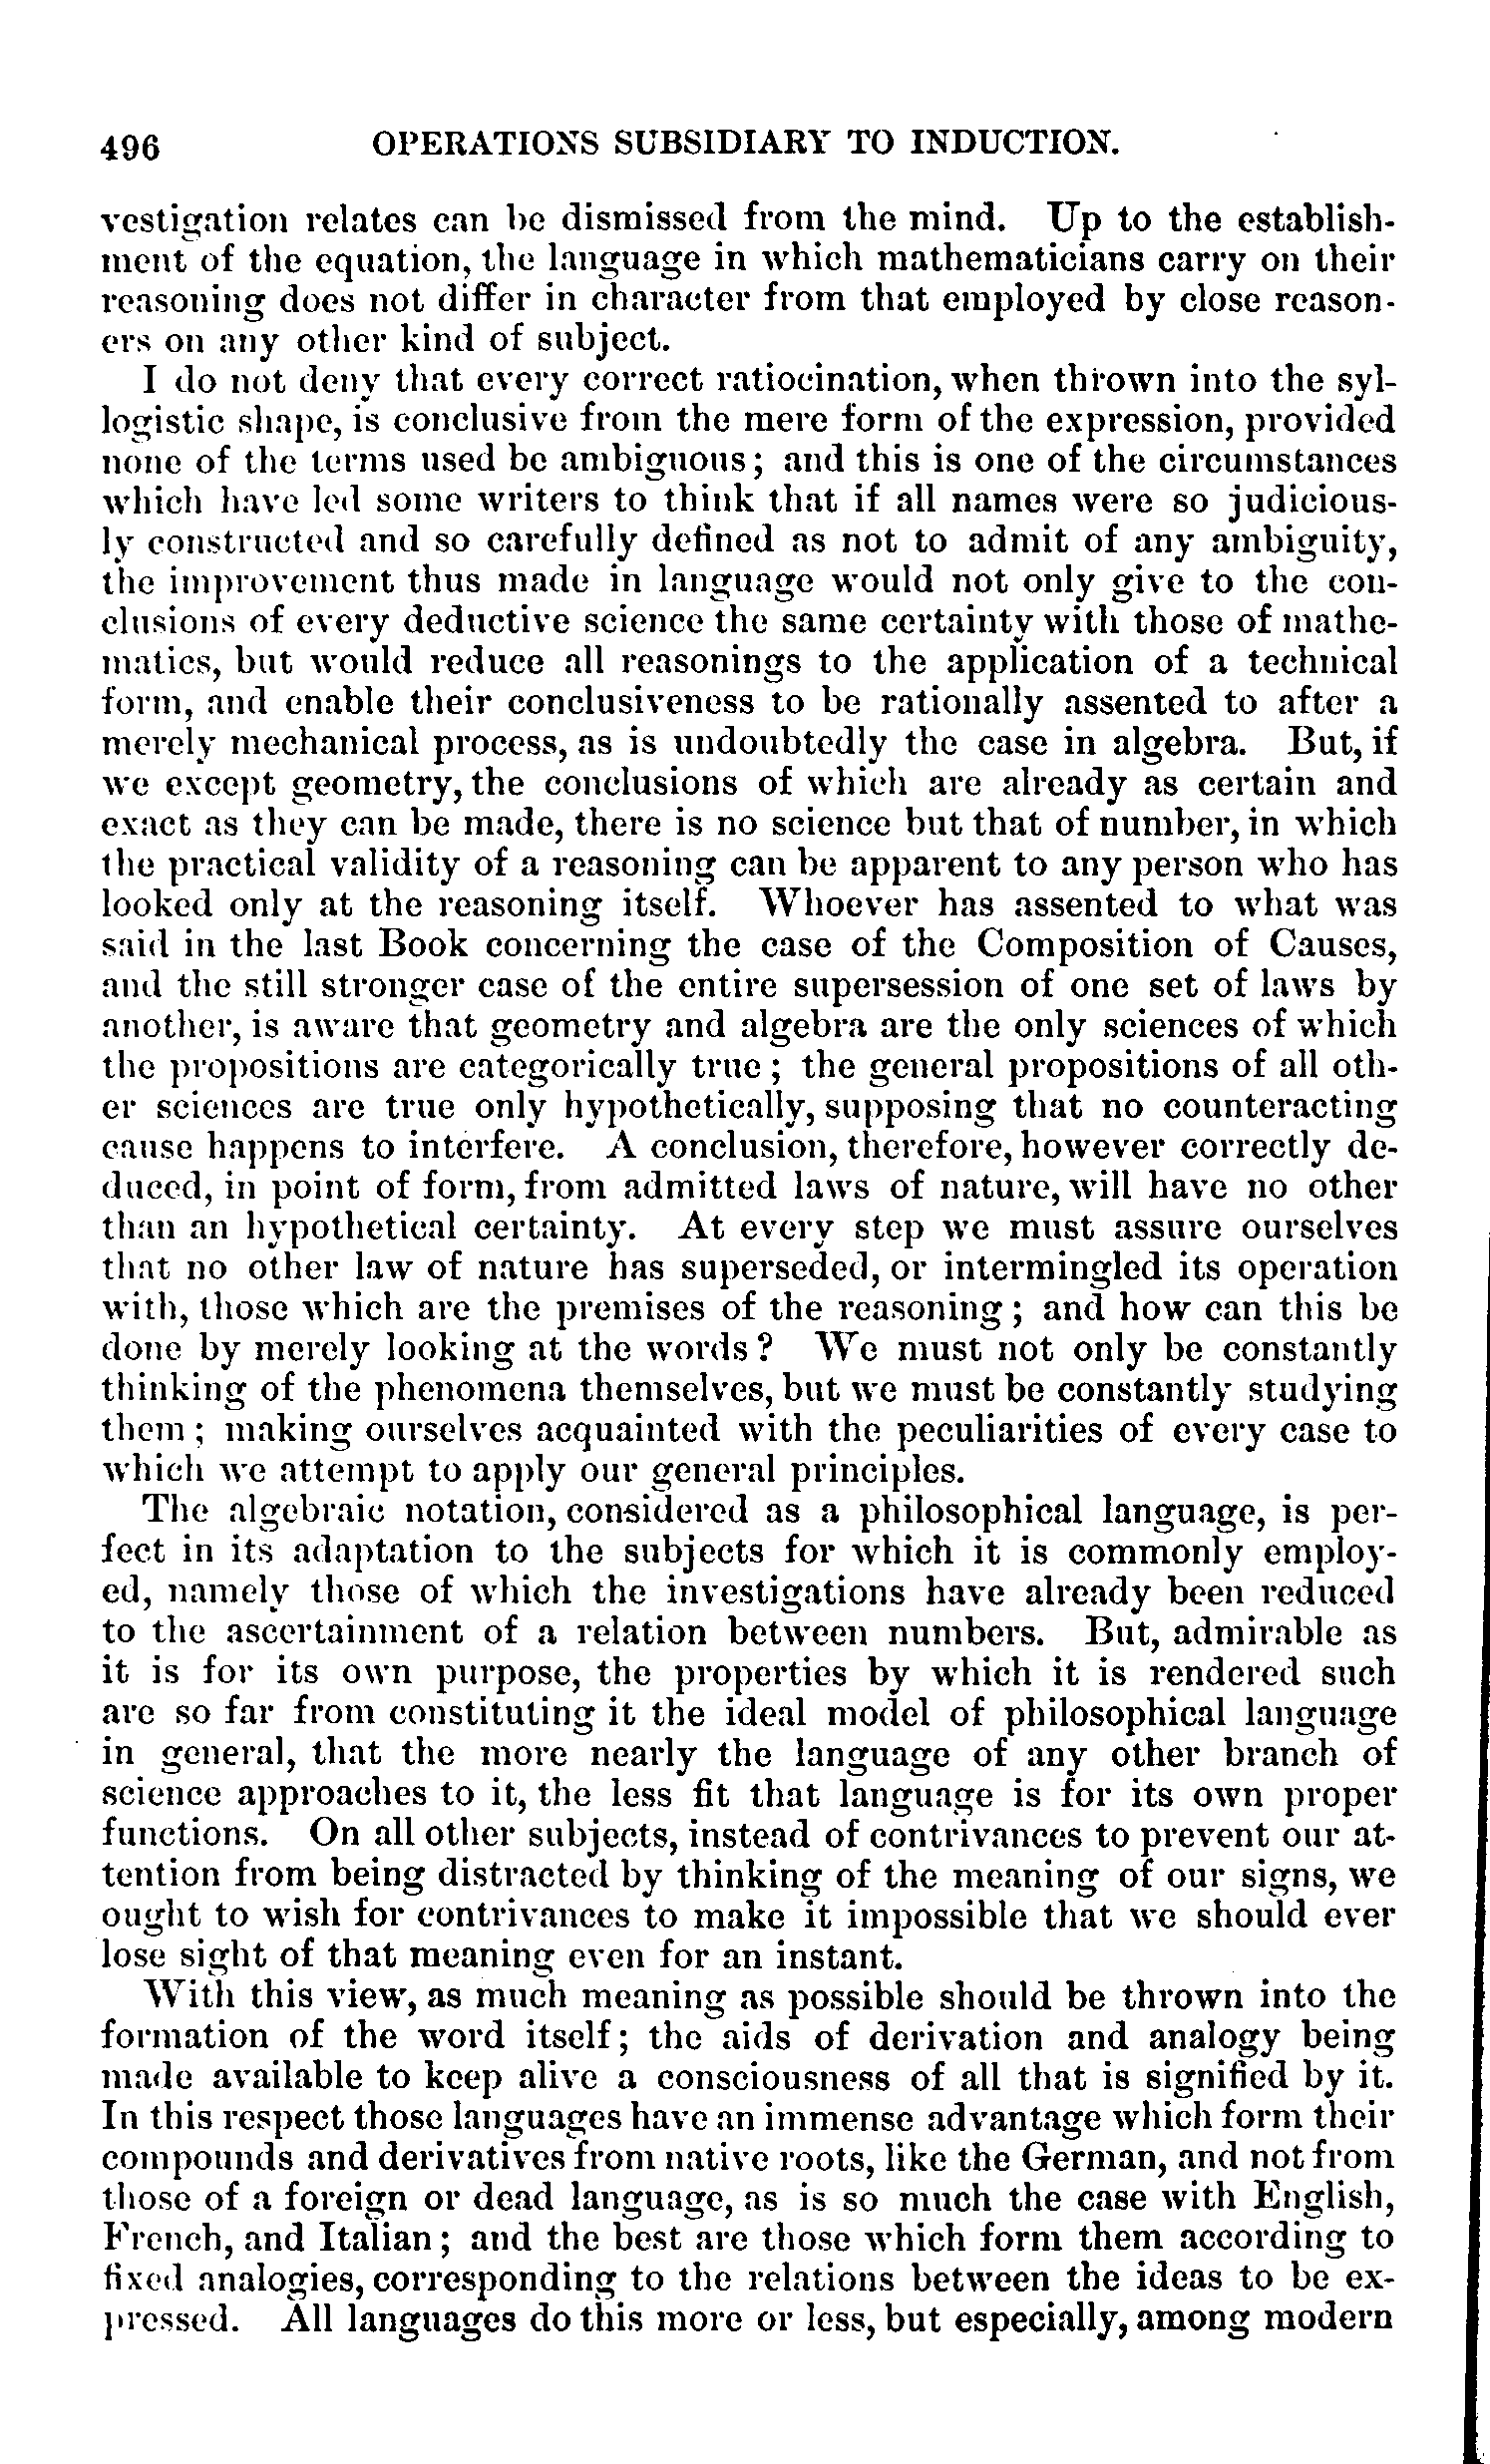 496 OPERATIONS SUBSIDIARY TO INDUCTION.
vestigation relates can be dismissed from the mind. Up to the establish-
ment of the equation, the language in which mathematicians carry on their
reasoning does not differ in character from that employed by close reason-
ers on any other kind of subject.
I do not deny that every correct ratiocination, when thrown into the syl-
logistic shape, is conclusive from the mere form of the expression, provided
none of the terms used be ambiguous; and this is one of the circumstances
which have led some writers to think that if all names were so judicious-
ly constructed and so carefully defined as not to admit of any ambiguity,
the improvement thus made in language would not only give to the con-
clusions of every deductive science the same certainty with those of mathe-
matics, but would reduce all reasonings to the application of a technical
form, and enable their conclusiveness to be rationally assented to after a
merely mechanical process, as is undoubtedly the case in algebra. But, if
we except geometry, the conclusions of which are already as certain and
exact as they can be made, there is no science but that of number, in which
the practical validity of a reasoning can be apparent to any person who has
looked only at the reasoning itself. Whoever has assented to what was
said in the last Book concerning the case of the Composition of Causes,
and the still stronger case of the entire supersession of one set of laws by
another, is aware that geometry and algebra are the only sciences of which
the propositions are categorically true; the general propositions of all oth-
er sciences are true only hypothetically, supposing that no counteracting
cause happens to interfere. A conclusion, therefore, however correctly de-
duced, in point of form, from admitted laws of nature, will have no other
than an hypothetical certainty. At every step we must assure ourselves
that no other law of nature has superseded, or intermingled its operation
with, those which are the premises of the reasoning; and how can this be
done by merely looking at the words? We must not only be constantly
thinking of the phenomena themselves, but we must be constantly studying
them; making ourselves acquainted with the peculiarities of every case to
which we attempt to apply our general principles.
The algebraic notation, considered as a philosophical language, is per-
fect in its adaptation to the subjects for which it is commonly employ-
ed, namely those of which the investigations have already been reduced
to the ascertainment of a relation between numbers. But, admirable as
it is for its own purpose, the properties by which it is rendered such
are so far from constituting it the ideal model of philosophical language
in general, that the more nearly the language of any other branch of
science approaches to it, the less fit that language is for its own proper
functions. On all other subjects, instead of contrivances to prevent our at-
tention from being distracted by thinking of the meaning of our signs, we
ought to wish for contrivances to make it impossible that we should ever
lose sight of that meaning even for an instant.
With this view, as much meaning as possible should be thrown into the
formation of the word itself; the aids of derivation and analogy being
made available to keep alive a consciousness of all that is signified by it.
In this respect those languages have an immense advantage which form their
compounds and derivatives from native roots, like the German, and not from
those of a foreign or dead language, as is so much the case with English,
French, and Italian; and the best are those which form them according to
fixed analogies, corresponding to the relations between the ideas to be ex-
pressed. All languages do this more or less, but especially, among modern